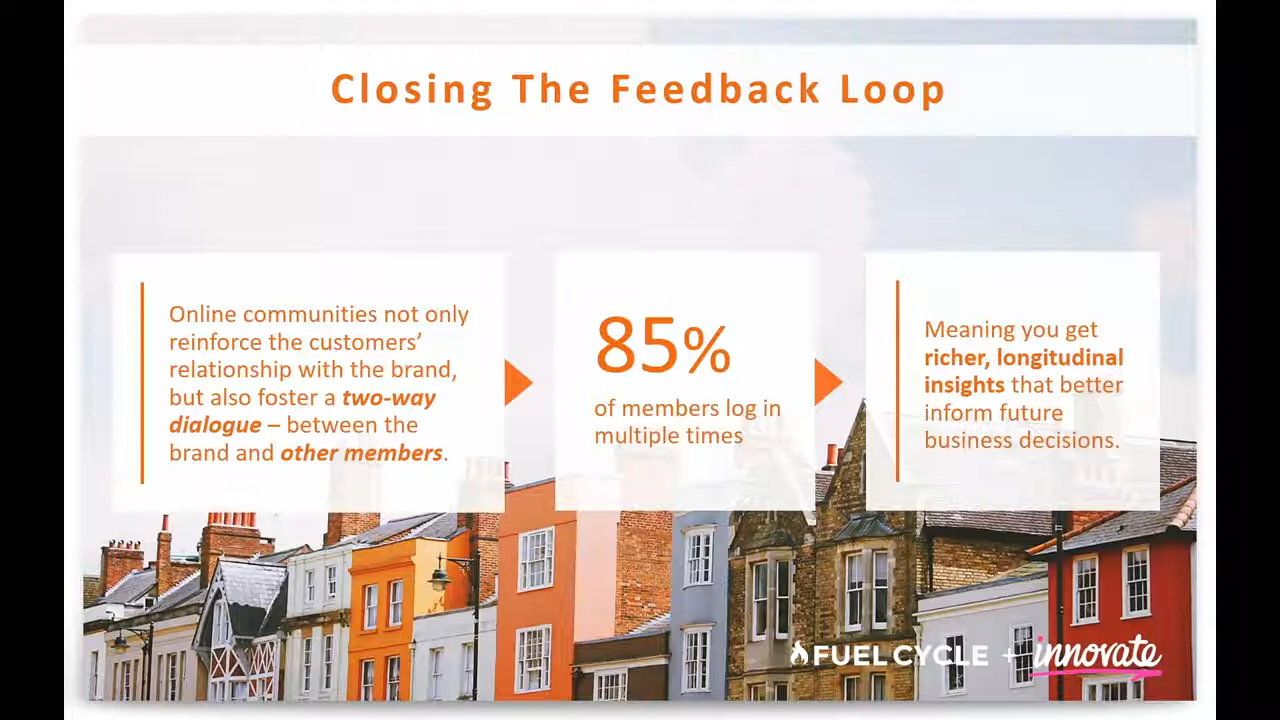 Closing The Feedback Loop
Online communities not only
reinforce the customers’
relationship with the brand,
but also foster a two-way
dialogue – between the
brand and other members.
85%
of members log in
multiple times
Meaning you get
richer, longitudinal
insights that better
inform future
business decisions.
FUEL CYCLE + innovate